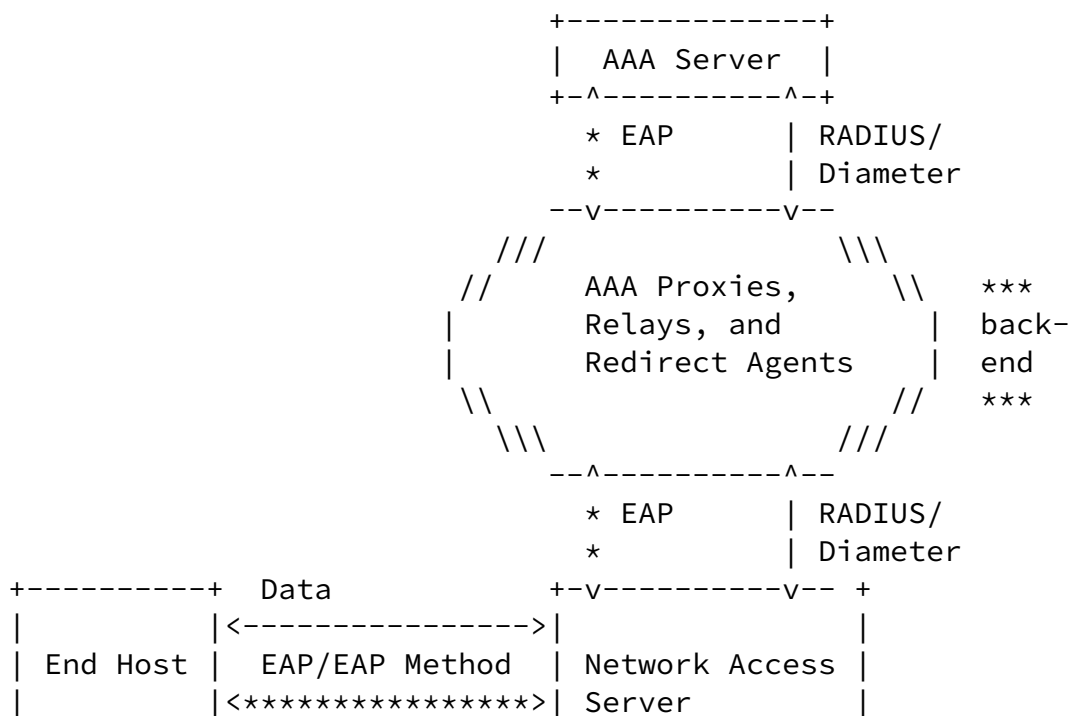 +--------------+
                              |  AAA Server  |
                              +-^----------^-+
                                * EAP      | RADIUS/
                                *          | Diameter
                              --v----------v--
                           ///                \\\
                         //      AAA Proxies,     \\   ***
                        |       Relays, and        |  back-
                        |       Redirect Agents    |  end
                         \\                       //   ***
                           \\\                ///
                              --^----------^--
                                * EAP      | RADIUS/
                                *          | Diameter
+----------+  Data            +-v----------v-- +
|          |<---------------->|                |
| End Host |  EAP/EAP Method  | Network Access |
|          |<****************>| Server         |